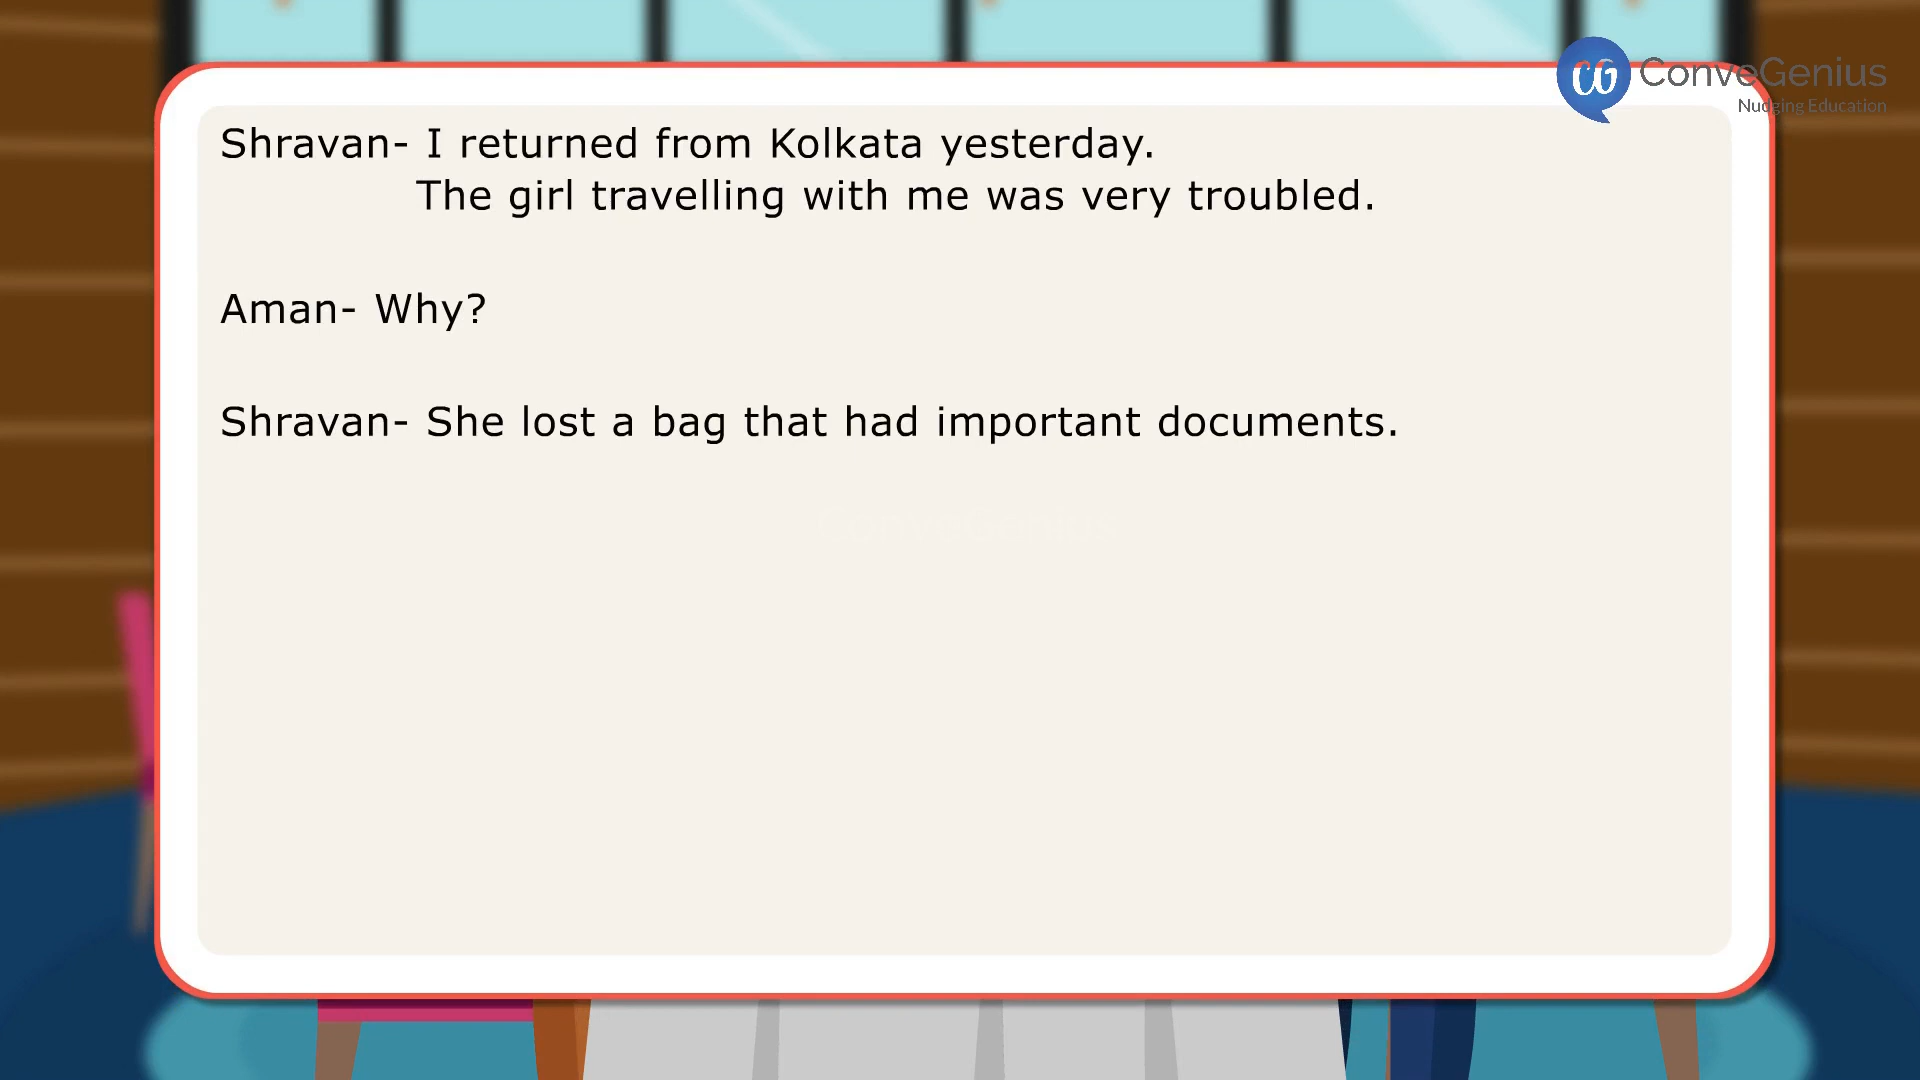 ConveGenius
Nudging Education
Shravan- I returned from Kolkata yesterday.
The girl travelling with me was very troubled.
Aman- Why?
Shravan- She lost a bag that had important documents.
ConveGenius